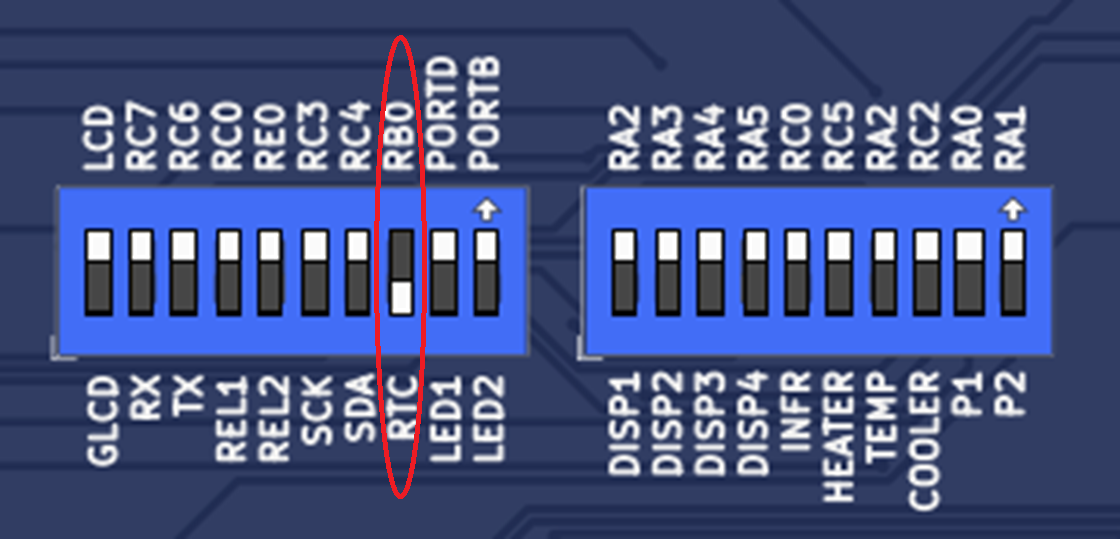 LCD RC7 RC6 RC0 RE0 RC3 RC4 RB0 PORTD PORTB
GLCD RX TX REL1 REL2 SCK SDA RTC LED1 LED2
RA2 RA3 RA4 RA5 RC0 RC5 RA2 RC2 RA0 RA1
DISP1 DISP2 DISP3 DISP4 INFR HEATER TEMP COOLER P1 P2